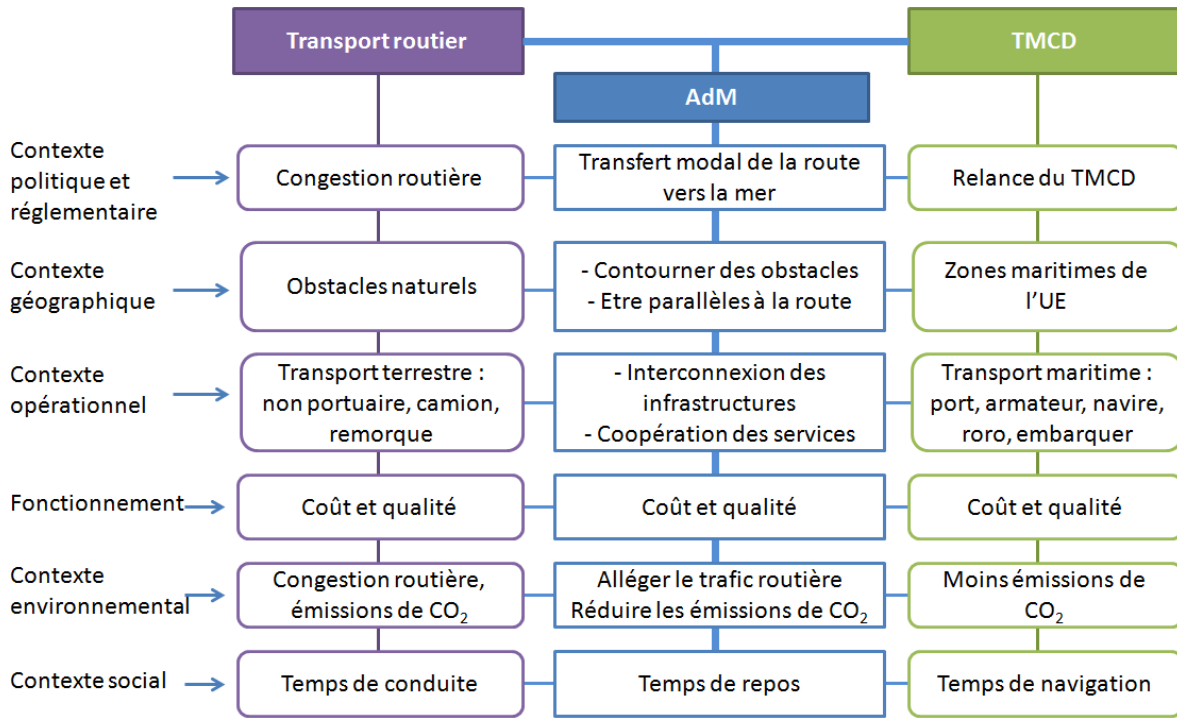 Transport routier
TMCD
AdM
Contexte
politique et
réglementaire
Congestion routière
Transfert modal de la route
vers la mer
Relance du TMCD
Contexte
géographique
Obstacles naturels
- Contourner des obstacles
- Etre parallèles à la route
Zones maritimes de
l’UE
Contexte
opérationnel
Transport terrestre :
non portuaire, camion,
remorque
- Interconnexion des
infrastructures
- Coopération des services
Transport maritime :
port, armateur, navire,
roro, embarquer
Fonctionnement
Coût et qualité
Coût et qualité
Coût et qualité
Contexte
environnemental
Congestion routière,
émissions de CO₂
Alléger le trafic routière
Réduire les émissions de CO₂
Moins émissions de
CO₂
Contexte social
Temps de conduite
Temps de repos
Temps de navigation